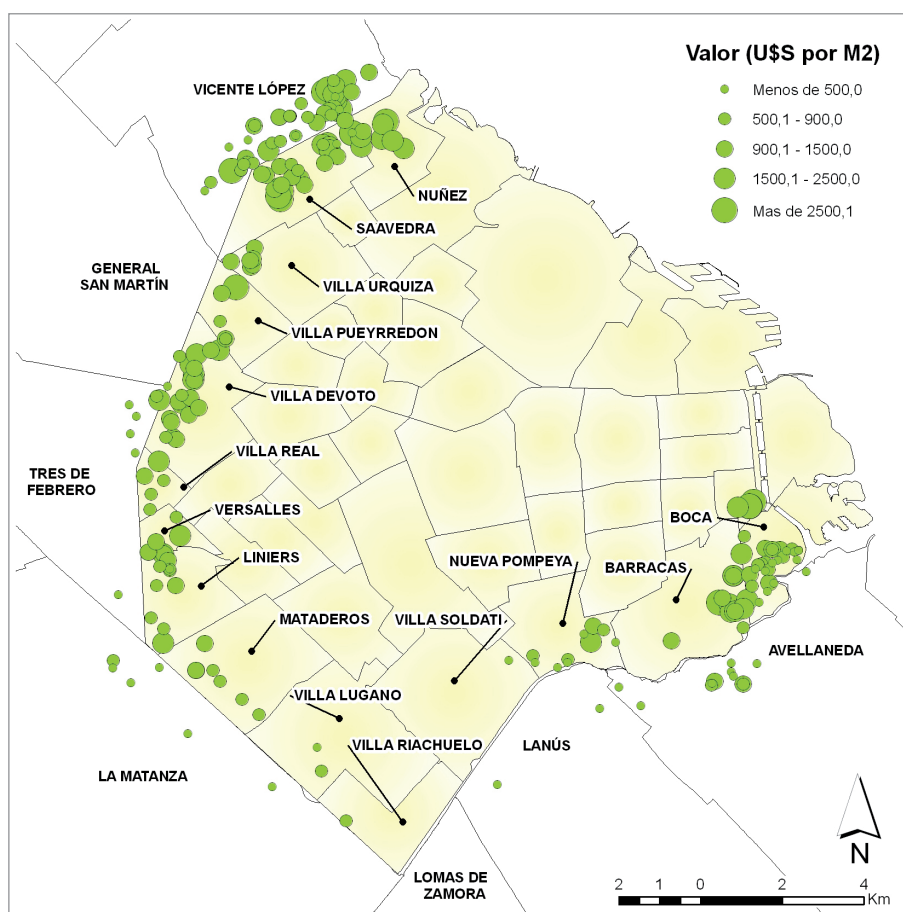 Valor (U$S por M2)
Menos de 500,0
500,1 - 900,0
900,1 - 1500,0
1500,1 - 2500,0
Mas de 2500,1
VICENTE LÓPEZ
NUÑEZ
SAAVEDRA
GENERAL
SAN MARTÍN
VILLA URQUIZA
VILLA PUEYRREDON
VILLA DEVOTO
VILLA REAL
TRES DE
FEBRERO
VERSALLES
BOCA
LINIERS
NUEVA POMPEYA
BARRACAS
MATADEROS
VILLA SOLDATI
AVELLANEDA
VILLA LUGANO
VILLA RIACHUELO
LANÚS
LA MATANZA
LOMAS DE
ZAMORA
N
2 1 0 2 4
Km